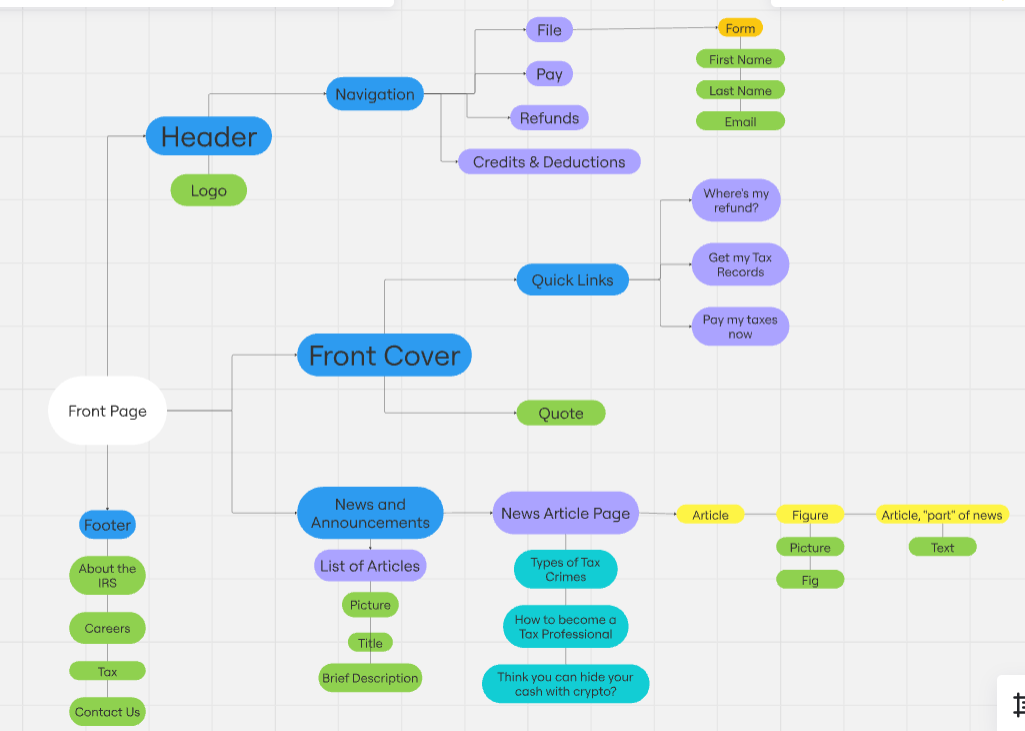 File
Form
First Name
Last Name
Email
Pay
Navigation
Refunds
Header
Credits & Deductions
Logo
Where's my
refund?
Get my Tax
Records
Quick Links
Pay my taxes
now
Front Cover
Quote
Front Page
News and
Announcements
News Article Page
Article
Figure
Article, "part" of news
Picture
Text
Fig
Footer
List of Articles
Types of Tax
Crimes
About the
IRS
Picture
How to become a
Tax Professional
Careers
Title
Tax
Brief Description
Think you can hide your
cash with crypto?
Contact Us